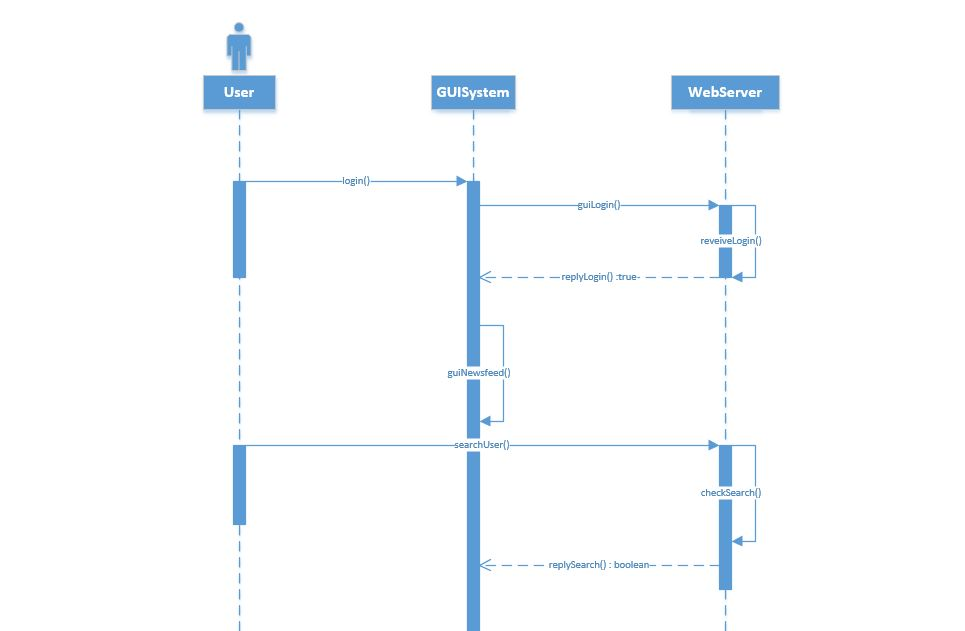 User
GUISystem
WebServer
login()
guiLogin()
reveiveLogin()
replyLogin() :true
guiNewsfeed()
searchUser()
checkSearch()
replySearch() : boolean